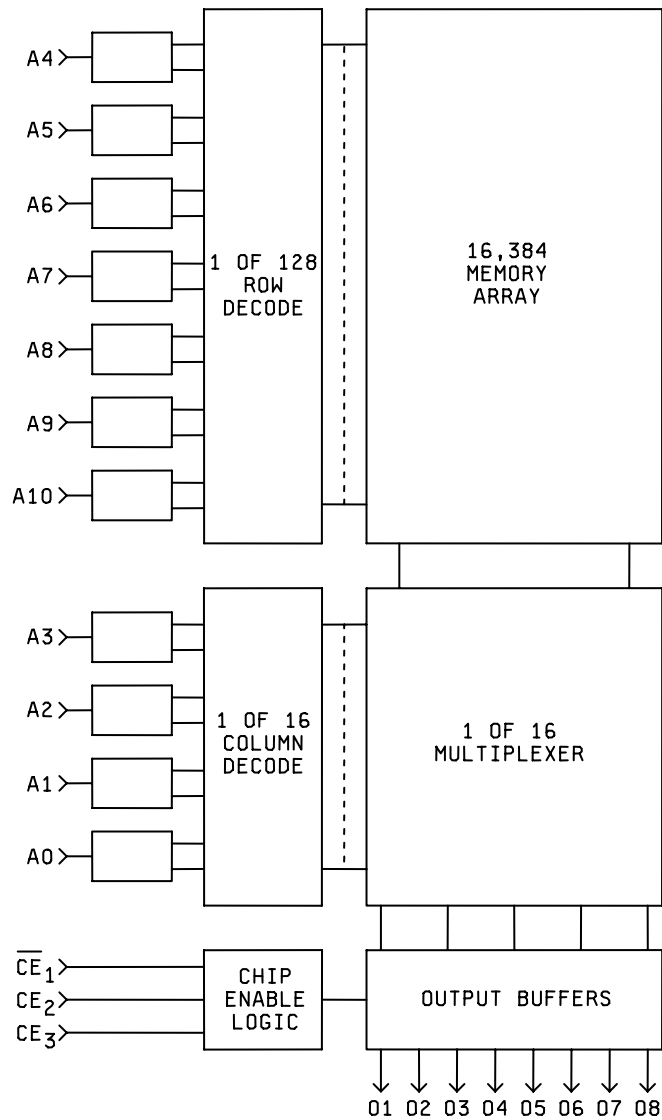 A4
A5
A6
A7
A8
A9
A10
1 OF 128
ROW
DECODE
16,384
MEMORY
ARRAY
A3
A2
A1
A0
1 OF 16
COLUMN
DECODE
1 OF 16
MULTIPLEXER
C̅E̅₁
CE₂
CE₃
CHIP
ENABLE
LOGIC
OUTPUT BUFFERS
O1 O2 O3 O4 O5 O6 O7 O8